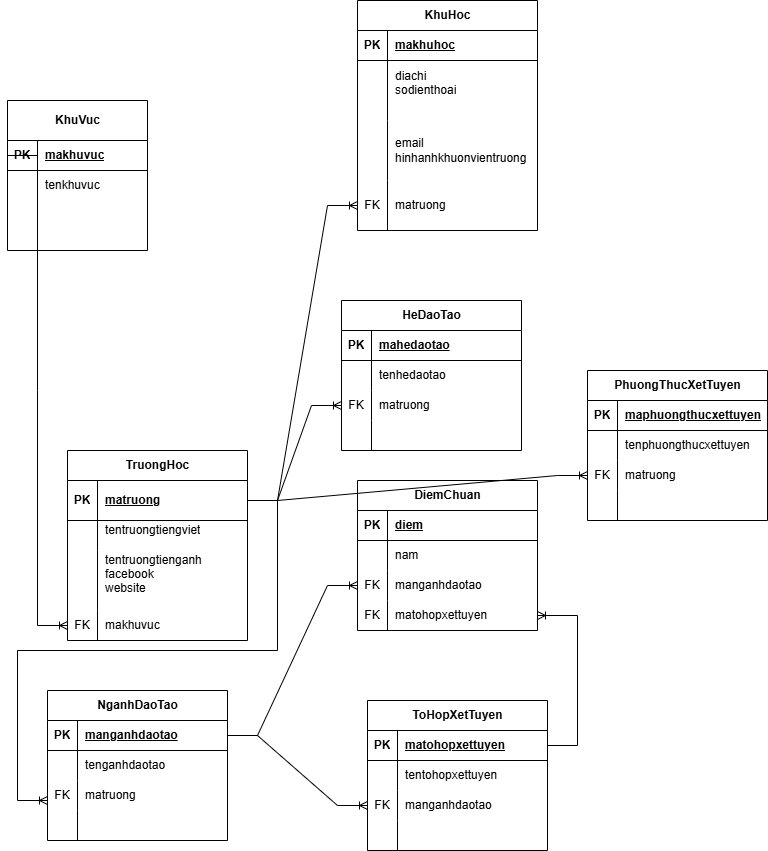 KhuHoc
PK makhuhoc
diachi
sodienthoai
email
hinhanhkhuonvientruong
FK matruong
KhuVuc
PK makhuvuc
tenkhuvuc
HeDaoTao
PK mahedaotao
tenhedaotao
FK matruong
PhuongThucXetTuyen
PK maphuongthucxettuyen
tenphuongthucxettuyen
FK matruong
TruongHoc
PK matruong
tentruongtiengviet
tentruongtienganh
facebook
website
FK makhuvuc
DiemChuan
PK diem
nam
FK manganhdaotao
FK matohopxettuyen
NganhDaoTao
PK manganhdaotao
tenganhdaotao
FK matruong
ToHopXetTuyen
PK matohopxettuyen
tentohopxettuyen
FK manganhdaotao